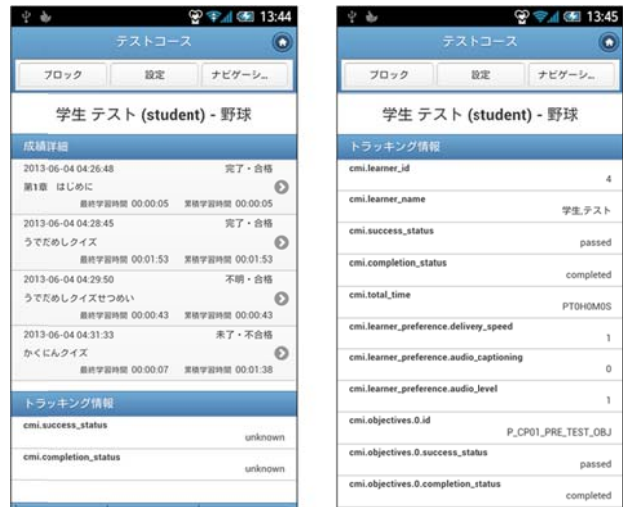 13:44
テストコース
ブロック
設定
ナビゲーシ...
学生 テスト (student) - 野球
成績詳細
2013-06-04 04:26:48 完了・合格
第1章 はじめに
最終学習時間 00:00:05 累積学習時間 00:00:05
2013-06-04 04:28:45 完了・合格
うでだめしクイズ
最終学習時間 00:01:53 累積学習時間 00:01:53
2013-06-04 04:29:50 不明・合格
うでだめしクイズせつめい
最終学習時間 00:00:43 累積学習時間 00:00:43
2013-06-04 04:31:33 未了・不合格
かくにんクイズ
最終学習時間 00:00:07 累積学習時間 00:01:38
トラッキング情報
cmi.success_status
unknown
cmi.completion_status
unknown
13:45
テストコース
ブロック
設定
ナビゲーシ...
学生 テスト (student) - 野球
トラッキング情報
cmi.learner_id
4
cmi.learner_name
学生,テスト
cmi.success_status
passed
cmi.completion_status
completed
cmi.total_time
PT0H0M0S
cmi.learner_preference.delivery_speed
1
cmi.learner_preference.audio_captioning
0
cmi.learner_preference.audio_level
1
cmi.objectives.0.id
P_CP01_PRE_TEST_OBJ
cmi.objectives.0.success_status
passed
cmi.objectives.0.completion_status
completed